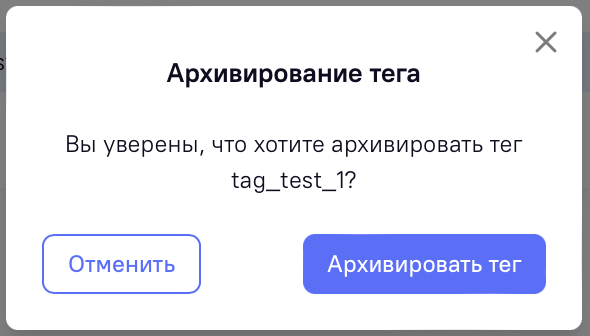 Архивирование тега
Вы уверены, что хотите архивировать тег
tag_test_1?
Отменить
Архивировать тег